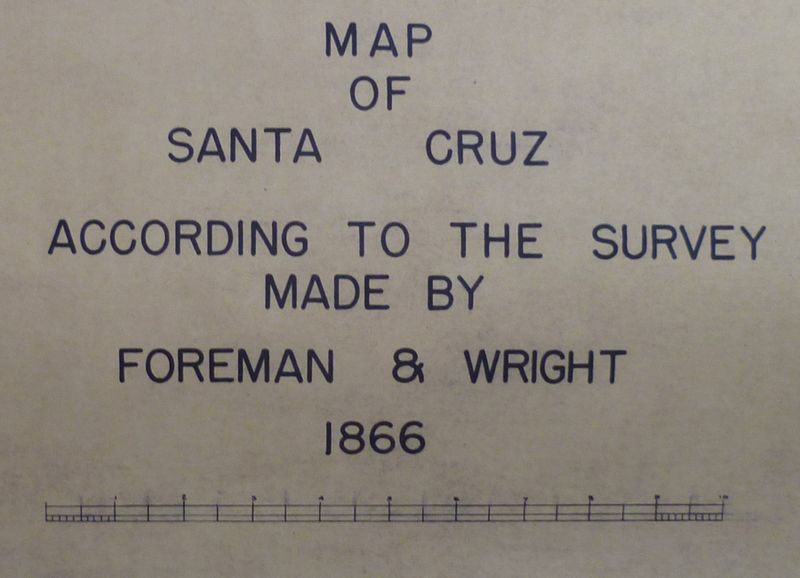 MAP
OF
SANTA CRUZ
ACCORDING TO THE SURVEY
MADE BY
FOREMAN & WRIGHT
1866